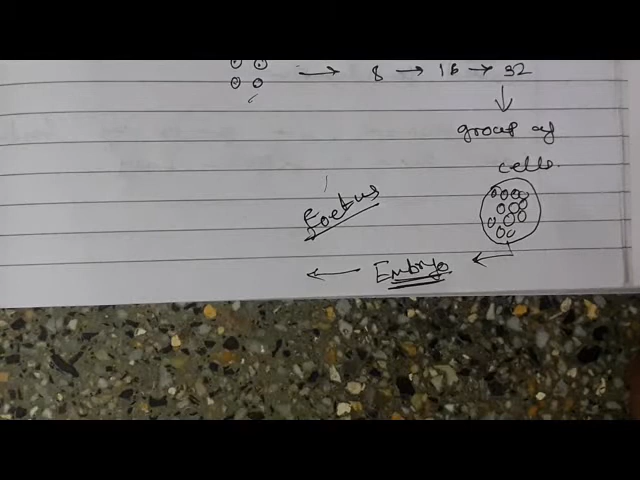 → 8 → 16 → 32
group of
cells.
Foetus
← Embryo ←